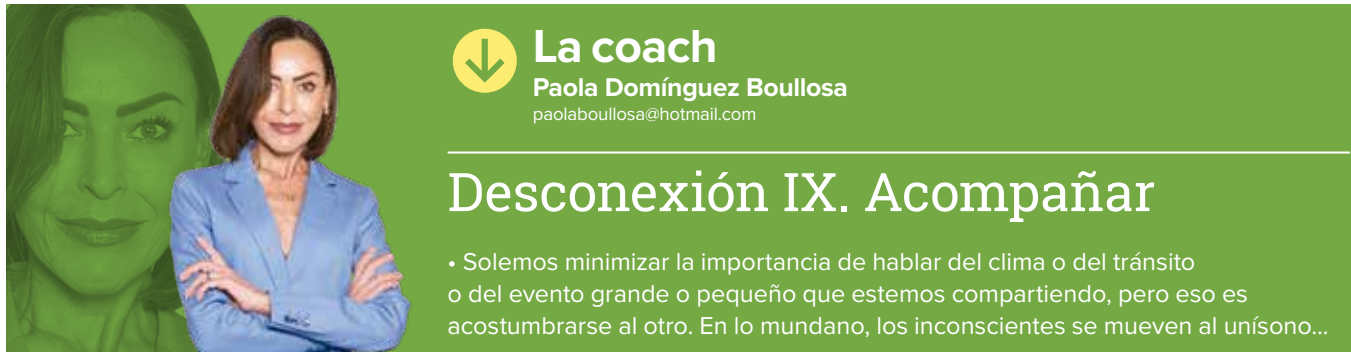 La coach
Paola Domínguez Boullosa
paolaboullosa@hotmail.com
Desconexión IX. Acompañar
• Solemos minimizar la importancia de hablar del clima o del tránsito
o del evento grande o pequeño que estemos compartiendo, pero eso es
acostumbrarse al otro. En lo mundano, los inconscientes se mueven al unísono...